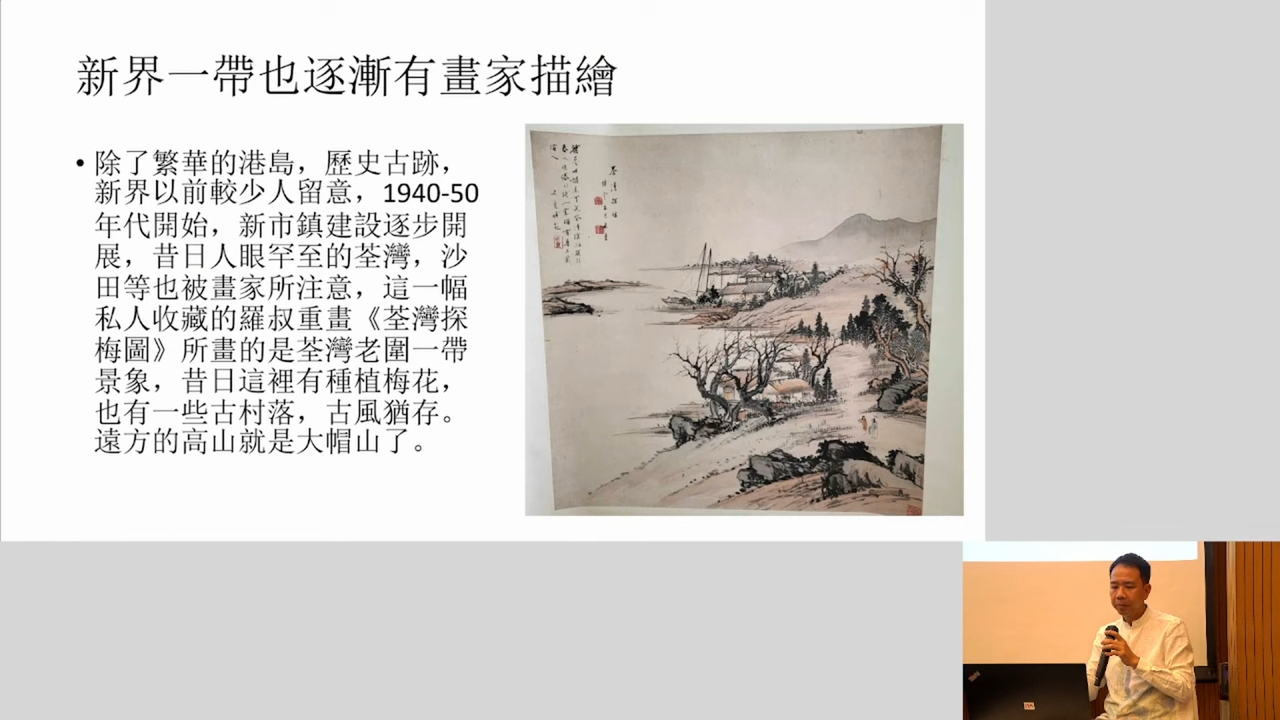 新界一帶也逐漸有畫家描繪
• 除了繁華的港島，歷史古跡，
新界以前較少人留意，1940-50
年代開始，新市鎮建設逐步開
展，昔日人眼罕至的荃灣，沙
田等也被畫家所注意，這一幅
私人收藏的羅叔重畫《荃灣探
梅圖》所畫的是荃灣老圍一帶
景象，昔日這裡有種植梅花，
也有一些古村落，古風猶存。
遠方的高山就是大帽山了。